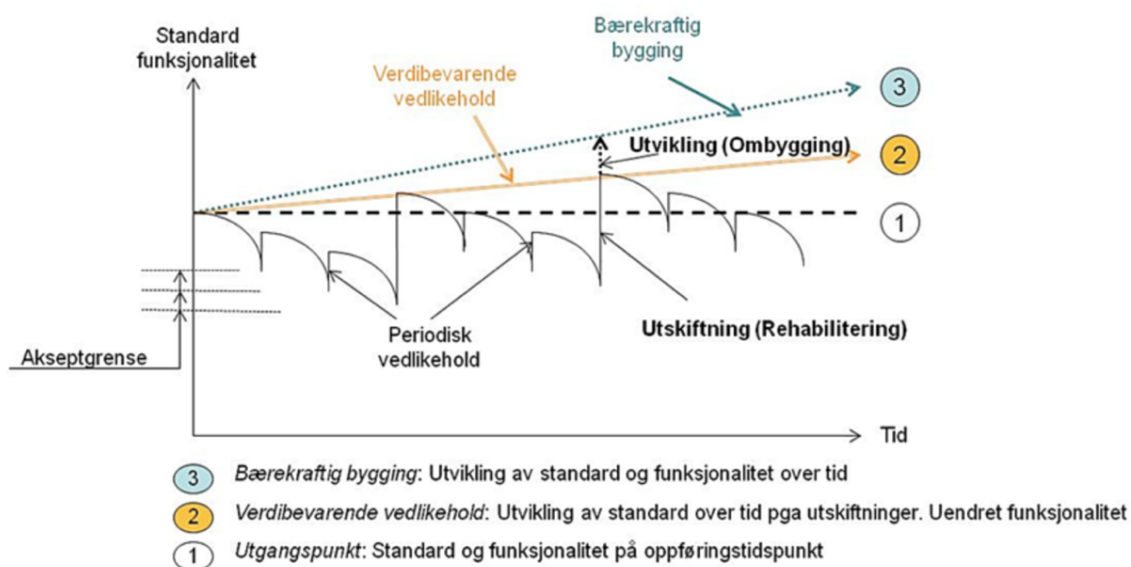 Standard
funksjonalitet
Bærekraftig
bygging
Verdibevarende
vedlikehold
3
Utvikling (Ombygging)
2
1
Periodisk
vedlikehold
Utskiftning (Rehabilitering)
Akseptgrense
Tid
3 Bærekraftig bygging: Utvikling av standard og funksjonalitet over tid
2 Verdibevarende vedlikehold: Utvikling av standard over tid pga utskiftninger. Uendret funksjonalitet
1 Utgangspunkt: Standard og funksjonalitet på oppføringstidspunkt